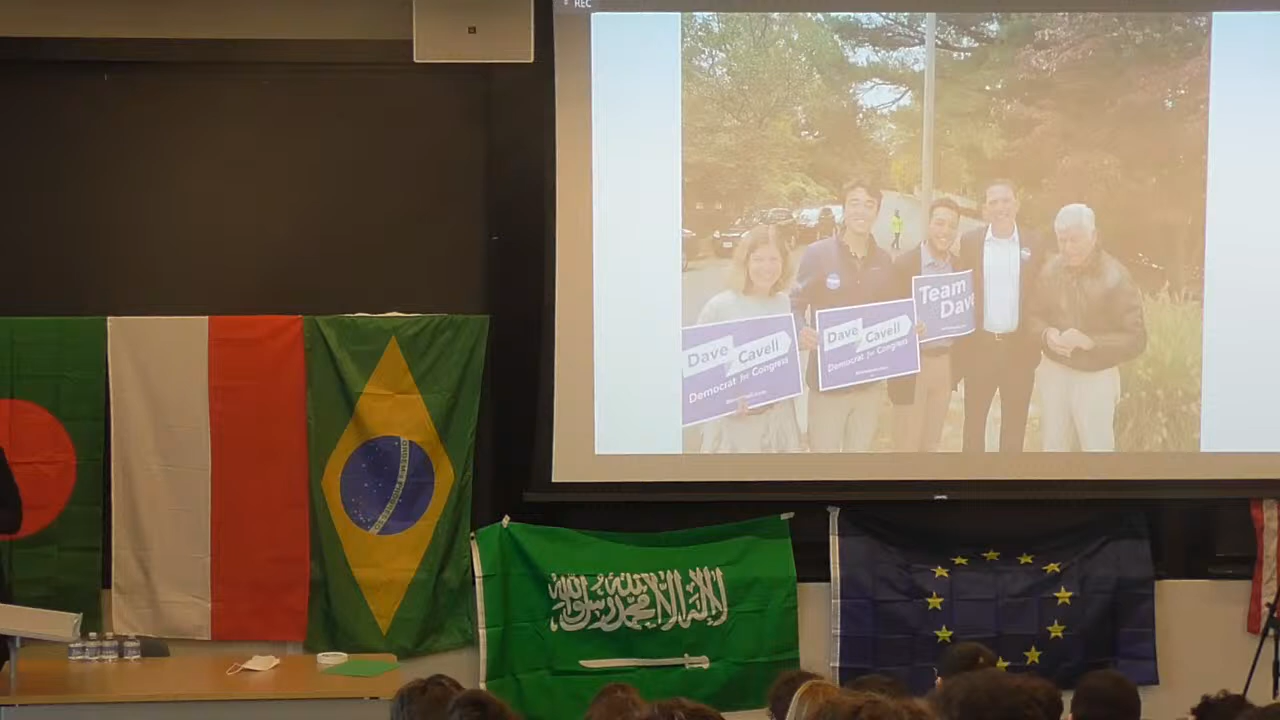 REC
Dave Cavell
Democrat for Congress
Dave Cavell
Democrat for Congress
Team
Dave
لا إله إلا الله محمد رسول الله